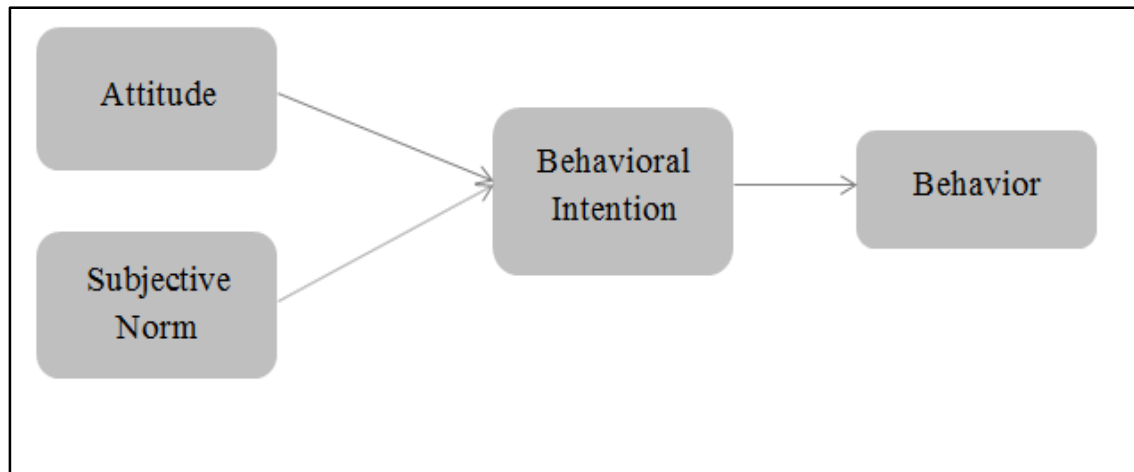 Attitude
Subjective
Norm
Behavioral
Intention
Behavior